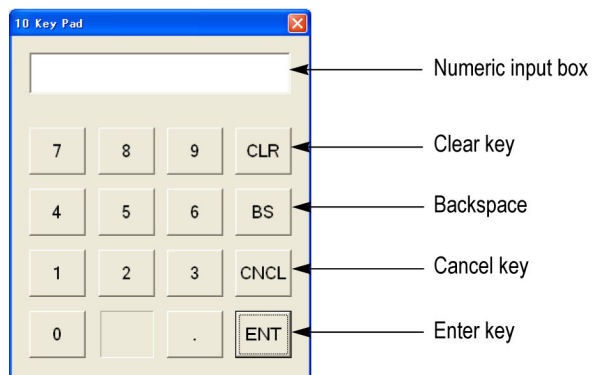 10 Key Pad
Numeric input box
7 8 9 CLR Clear key
4 5 6 BS Backspace
1 2 3 CNCL Cancel key
0 . ENT Enter key